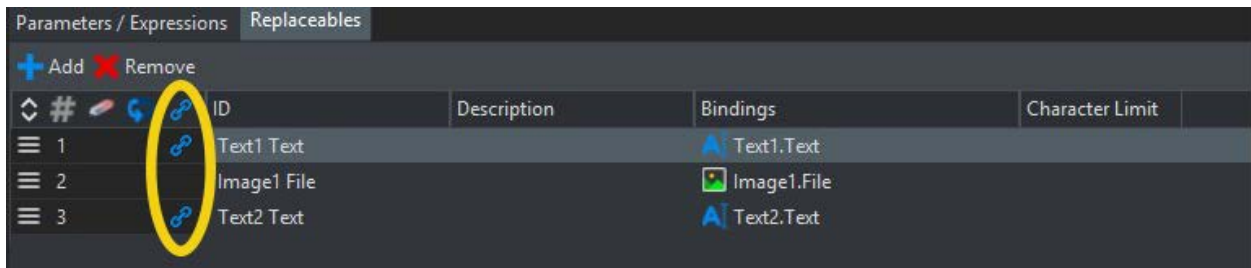 Parameters / Expressions Replaceables
Add Remove
# ID Description Bindings Character Limit
1 Text1 Text Text1.Text
2 Image1 File Image1.File
3 Text2 Text Text2.Text